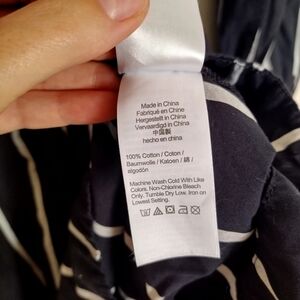 Made in China
Fabriqué en Chine
Hergestellt in China
Vervaardigd in China
中国製
hecho en china
100% Cotton / Coton /
Baumwolle / Katoen / 綿 /
algodón
Machine Wash Cold With Like
Colors. Non-Chlorine Bleach
Only. Tumble Dry Low. Iron on
Lowest Setting.